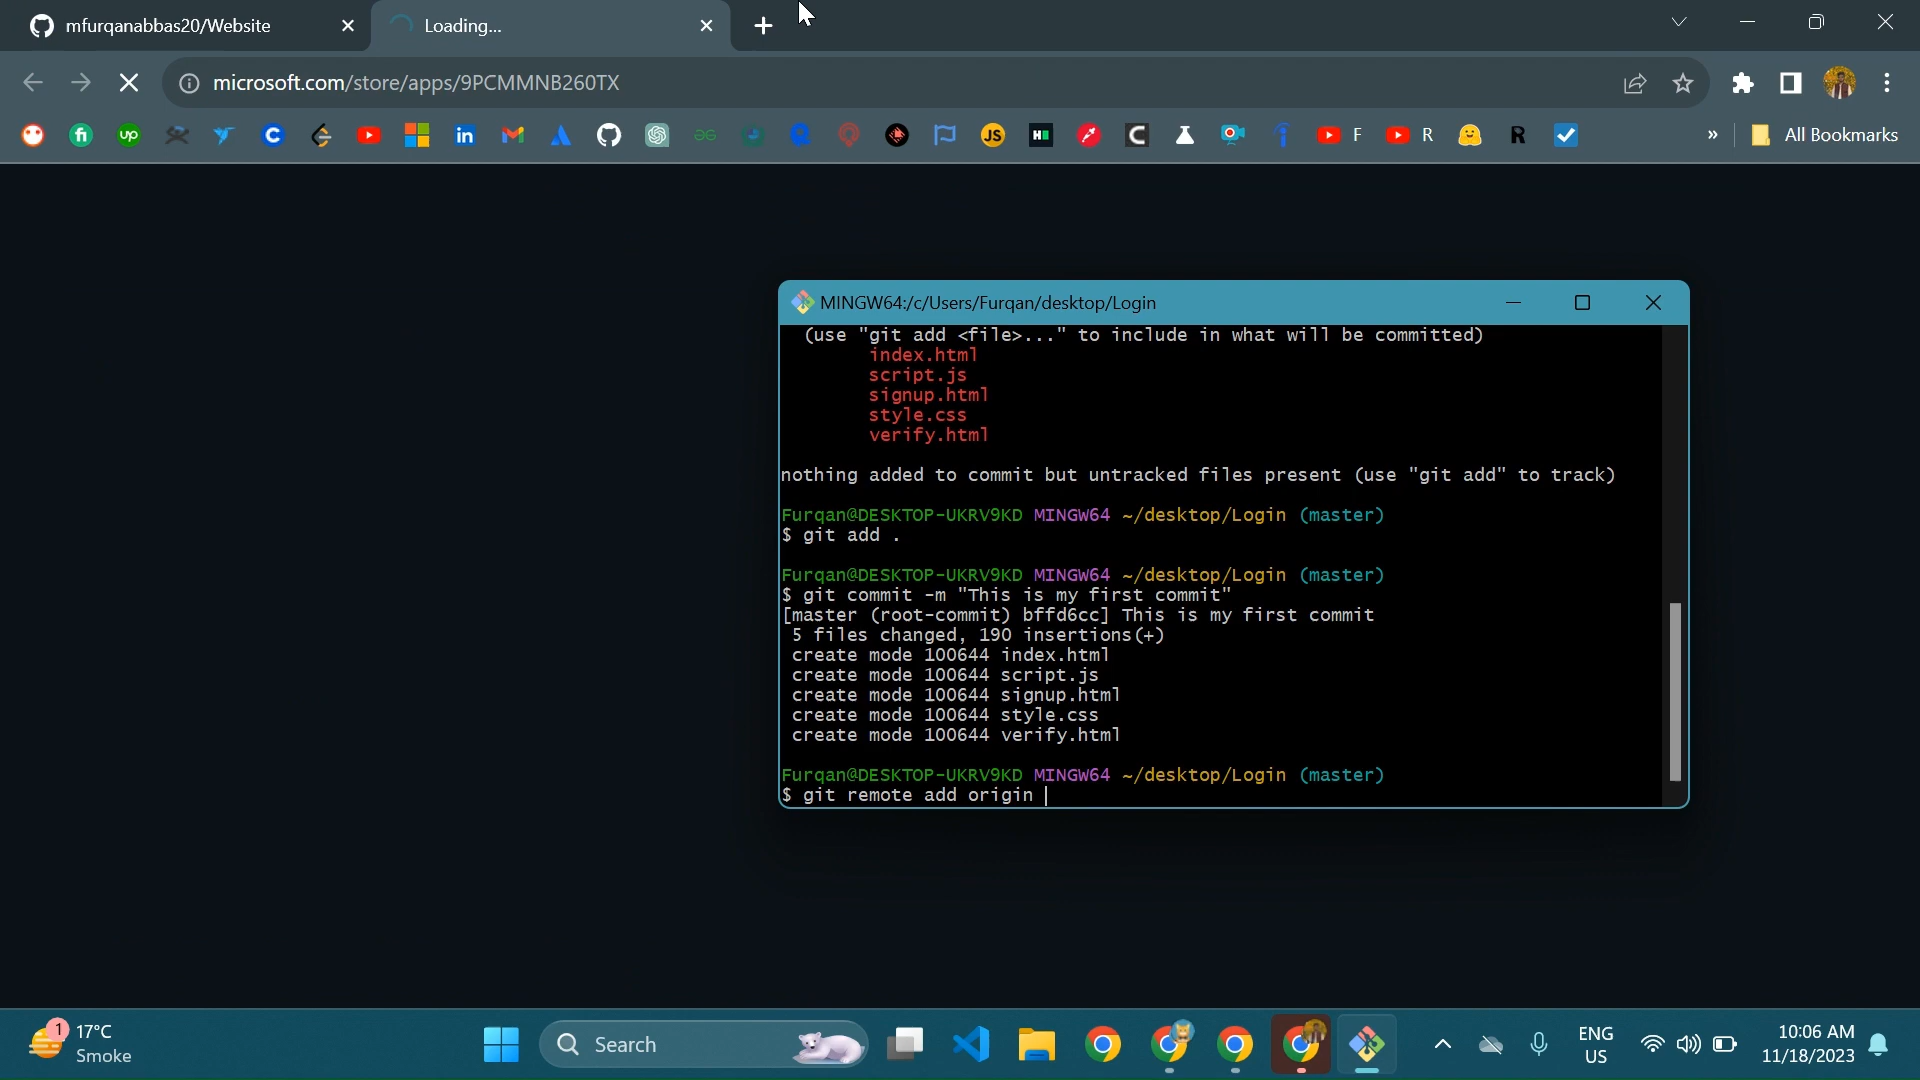 mfurqanabbas20/Website
Loading...
microsoft.com/store/apps/9PCMMNB260TX
fi
up
C
in
JS
H
C
F
R
R
»
All Bookmarks
MINGW64:/c/Users/Furqan/desktop/Login
(use "git add <file>..." to include in what will be committed)
index.html
script.js
signup.html
style.css
verify.html
nothing added to commit but untracked files present (use "git add" to track)
Furqan@DESKTOP-UKRV9KD MINGW64 ~/desktop/Login (master)
$ git add .
Furqan@DESKTOP-UKRV9KD MINGW64 ~/desktop/Login (master)
$ git commit -m "This is my first commit"
[master (root-commit) bffd6cc] This is my first commit
5 files changed, 190 insertions(+)
create mode 100644 index.html
create mode 100644 script.js
create mode 100644 signup.html
create mode 100644 style.css
create mode 100644 verify.html
Furqan@DESKTOP-UKRV9KD MINGW64 ~/desktop/Login (master)
$ git remote add origin
1
17°C
Smoke
Search
ENG
US
10:06 AM
11/18/2023